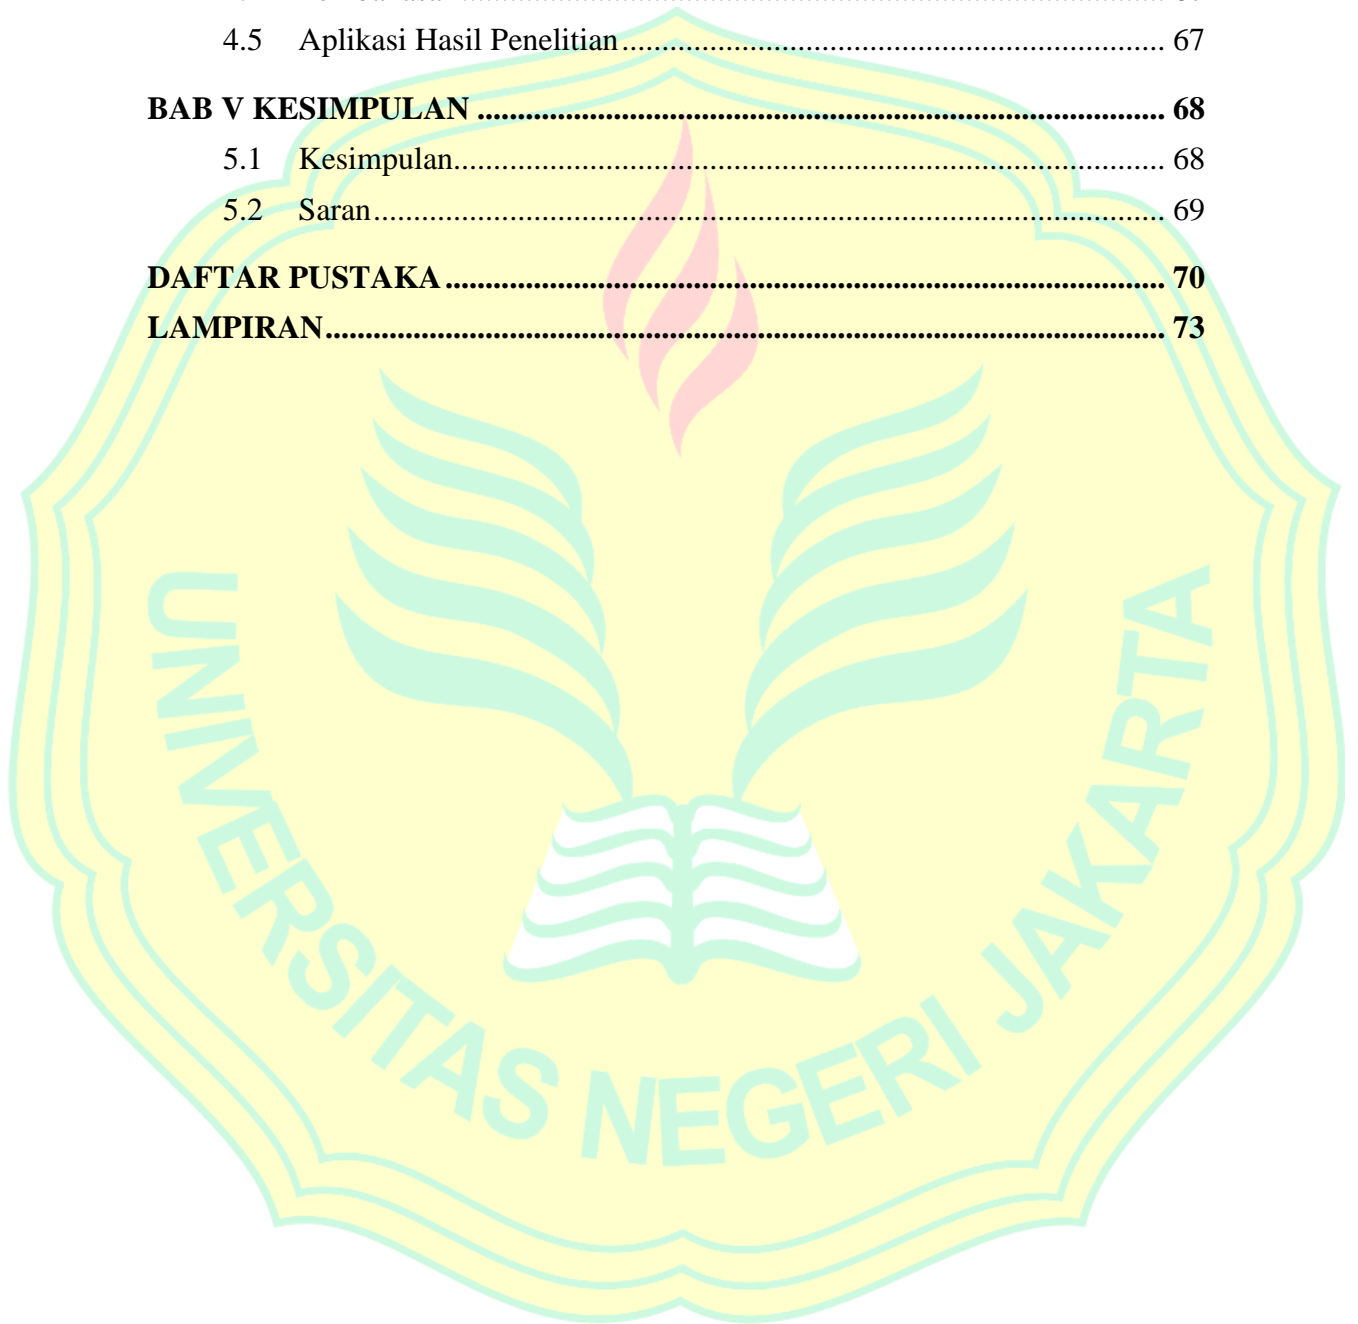 4.5 Aplikasi Hasil Penelitian.................................................................... 67
BAB V KESIMPULAN ...................................................................................... 68
5.1 Kesimpulan......................................................................................... 68
5.2 Saran................................................................................................... 69
DAFTAR PUSTAKA .......................................................................................... 70
LAMPIRAN......................................................................................................... 73
UNIVERSITAS NEGERI JAKARTA